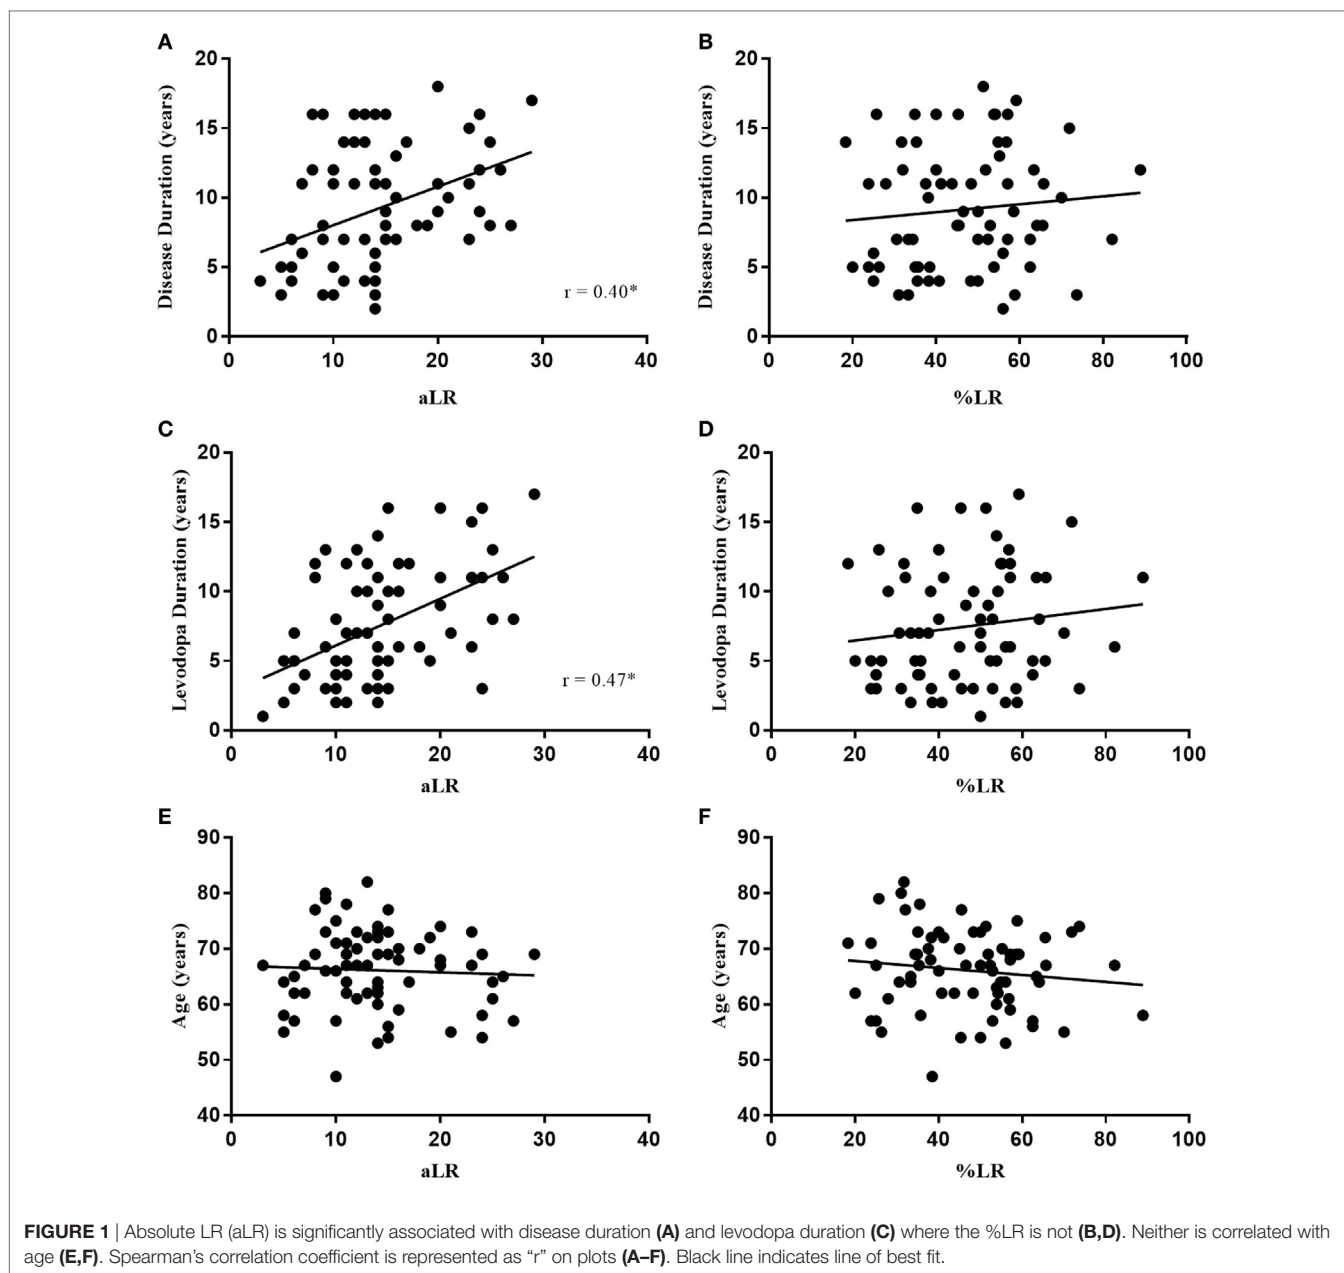 A
20
15
10
5
0
Disease Duration (years)
r = 0.40*
0 10 20 30 40
aLR
B
20
15
10
5
0
Disease Duration (years)
0 20 40 60 80 100
%LR
C
20
15
10
5
0
Levodopa Duration (years)
r = 0.47*
0 10 20 30 40
aLR
D
20
15
10
5
0
Levodopa Duration (years)
0 20 40 60 80 100
%LR
E
90
80
70
60
50
40
Age (years)
0 10 20 30 40
aLR
F
90
80
70
60
50
40
Age (years)
0 20 40 60 80 100
%LR
FIGURE 1 | Absolute LR (aLR) is significantly associated with disease duration (A) and levodopa duration (C) where the %LR is not (B,D). Neither is correlated with
age (E,F). Spearman’s correlation coefficient is represented as “r” on plots (A–F). Black line indicates line of best fit.